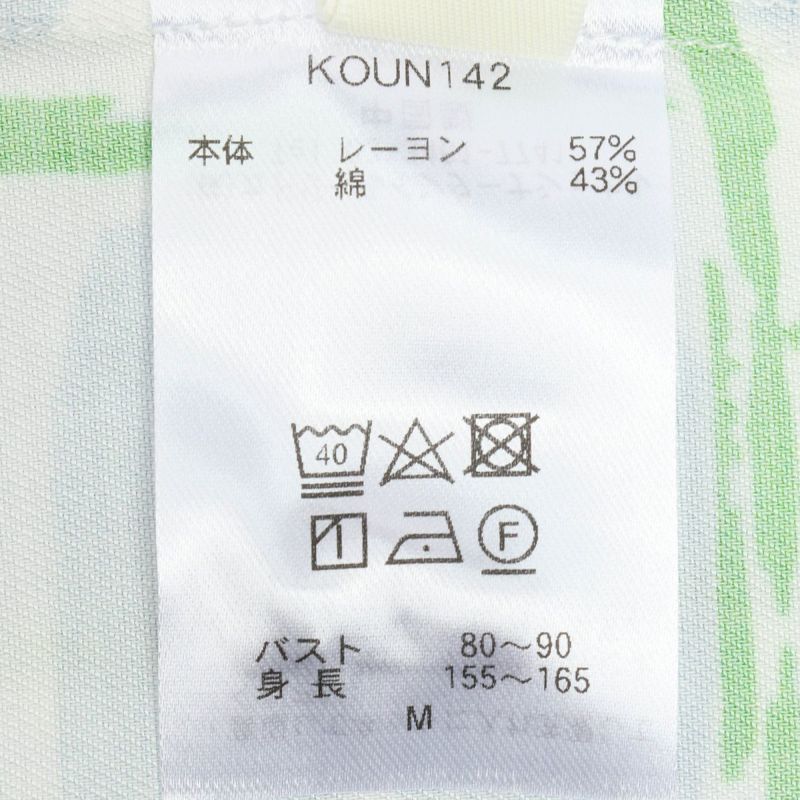 KOUN142
本体 レーヨン 57%
綿 43%
40
F
バスト 80〜90
身長 155〜165
M